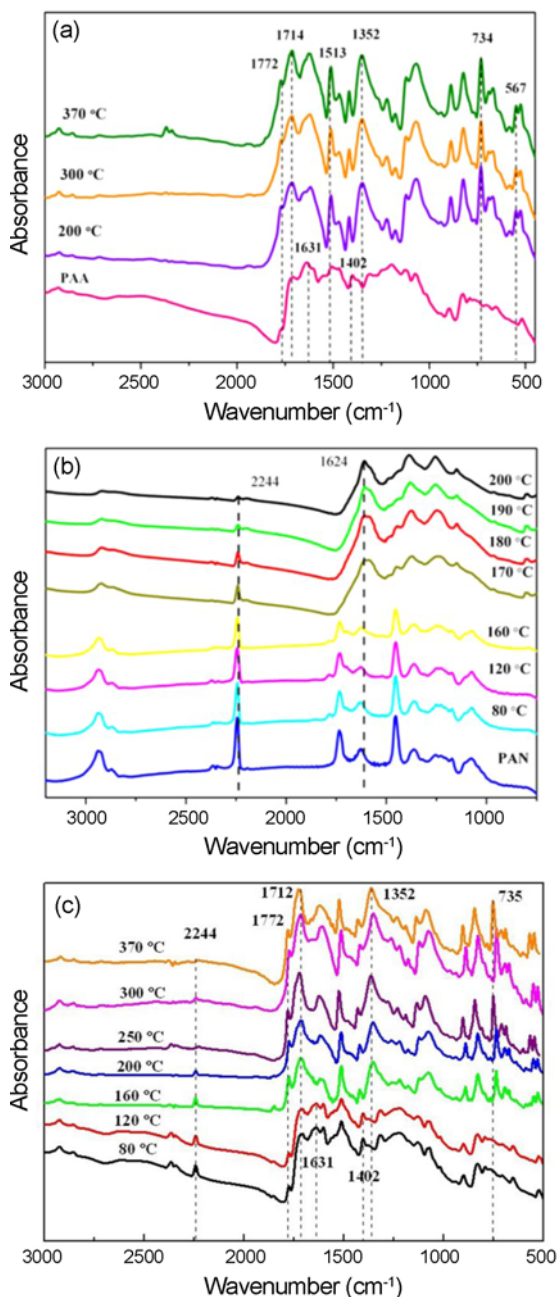 (a)
1714
1352
1772
1513
734
567
370 °C
300 °C
200 °C
1631
1402
PAA
Absorbance
3000 2500 2000 1500 1000 500
Wavenumber (cm-1)
(b)
2244
1624
200 °C
190 °C
180 °C
170 °C
160 °C
120 °C
80 °C
PAN
Absorbance
3000 2500 2000 1500 1000
Wavenumber (cm-1)
(c)
1712
1352
735
1772
2244
370 °C
300 °C
250 °C
200 °C
160 °C
120 °C
80 °C
1631
1402
Absorbance
3000 2500 2000 1500 1000 500
Wavenumber (cm-1)